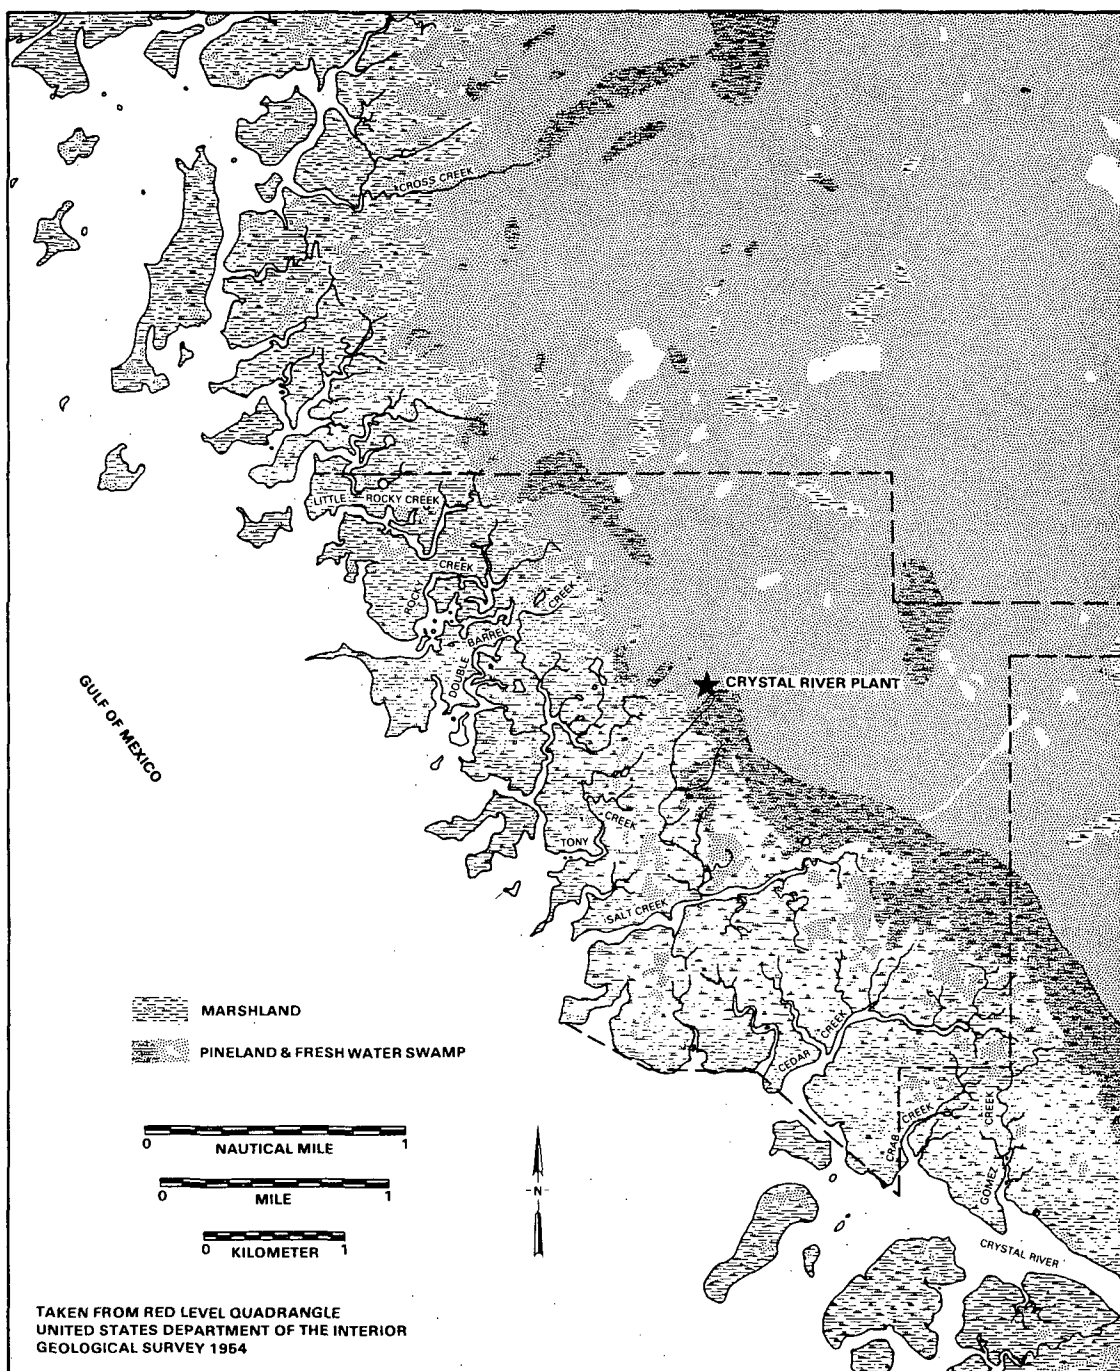 CROSS CREEK
LITTLE ROCKY CREEK
ROCKY CREEK
DOUBLE BARREL CREEK
CRYSTAL RIVER PLANT
GULF OF MEXICO
TONY CREEK
SALT CREEK
MARSHLAND
PINELAND & FRESH WATER SWAMP
CEDAR CREEK
CRAB CREEK
GOMEZ CREEK
CRYSTAL RIVER
0 1
NAUTICAL MILE
0 1
MILE
0 1
KILOMETER
-N-
TAKEN FROM RED LEVEL QUADRANGLE
UNITED STATES DEPARTMENT OF THE INTERIOR
GEOLOGICAL SURVEY 1954